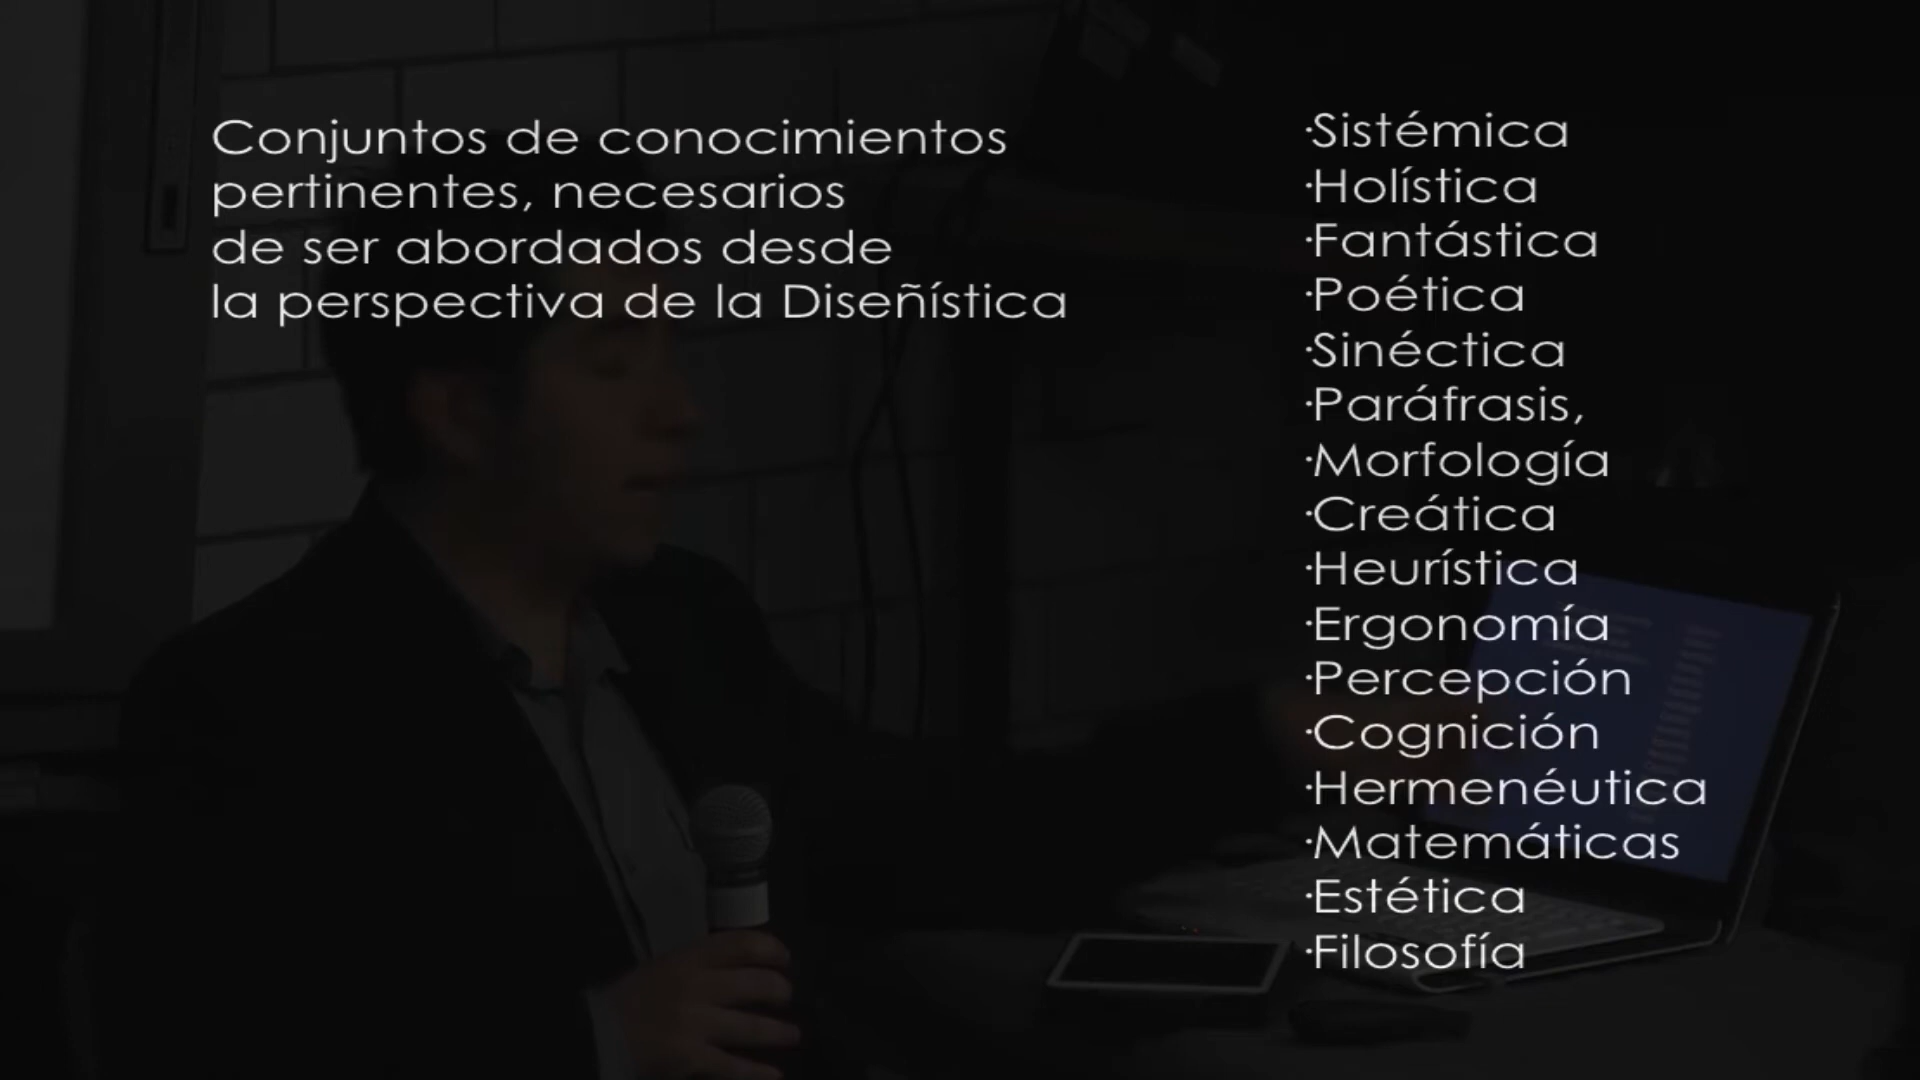 Conjuntos de conocimientos
pertinentes, necesarios
de ser abordados desde
la perspectiva de la Diseñística
·Sistémica
·Holística
·Fantástica
·Poética
·Sinéctica
·Paráfrasis,
·Morfología
·Creática
·Heurística
·Ergonomía
·Percepción
·Cognición
·Hermenéutica
·Matemáticas
·Estética
·Filosofía